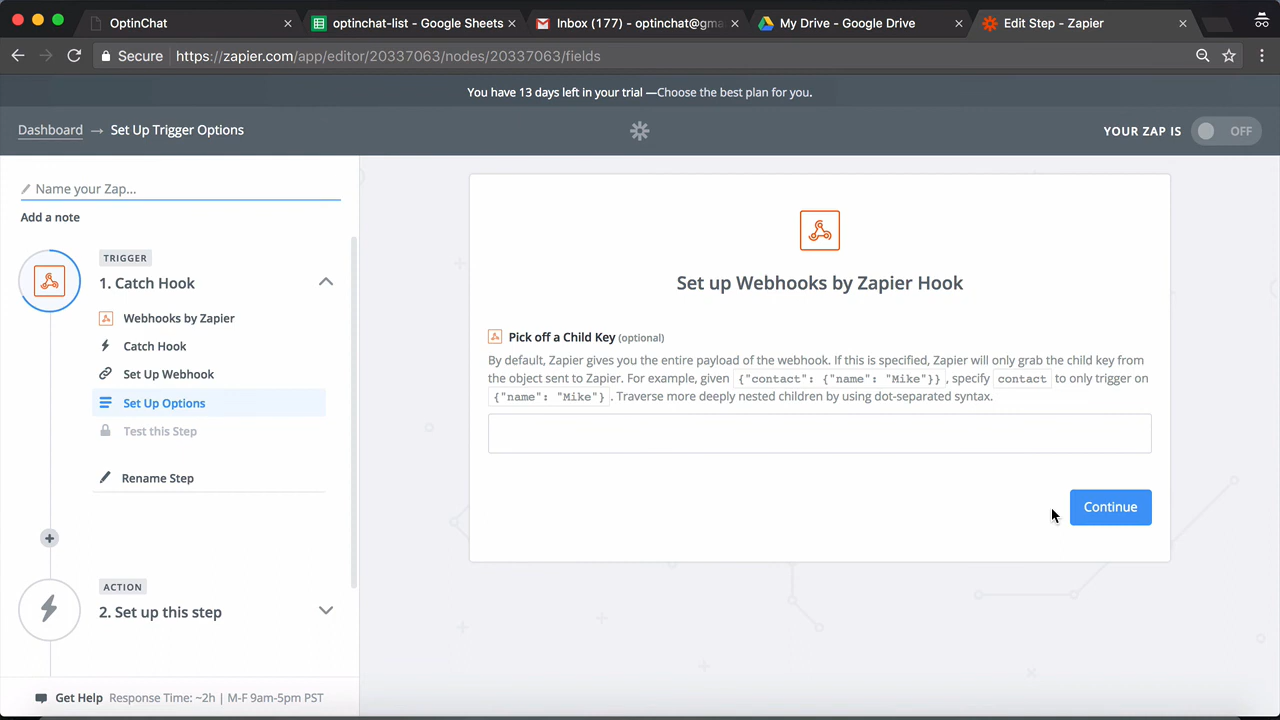 OptinChat
optinchat-list - Google Sheets
Inbox (177) - optinchat@gma
My Drive - Google Drive
Edit Step - Zapier
Secure https://zapier.com/app/editor/20337063/nodes/20337063/fields
You have 13 days left in your trial —Choose the best plan for you.
Dashboard → Set Up Trigger Options
YOUR ZAP IS OFF
Name your Zap...
Add a note
TRIGGER
1. Catch Hook
Webhooks by Zapier
Catch Hook
Set Up Webhook
Set Up Options
Test this Step
Rename Step
ACTION
2. Set up this step
Get Help Response Time: ~2h | M-F 9am-5pm PST
Set up Webhooks by Zapier Hook
Pick off a Child Key (optional)
By default, Zapier gives you the entire payload of the webhook. If this is specified, Zapier will only grab the child key from
the object sent to Zapier. For example, given {"contact": {"name": "Mike"}} , specify contact to only trigger on
{"name": "Mike"} . Traverse more deeply nested children by using dot-separated syntax.
Continue